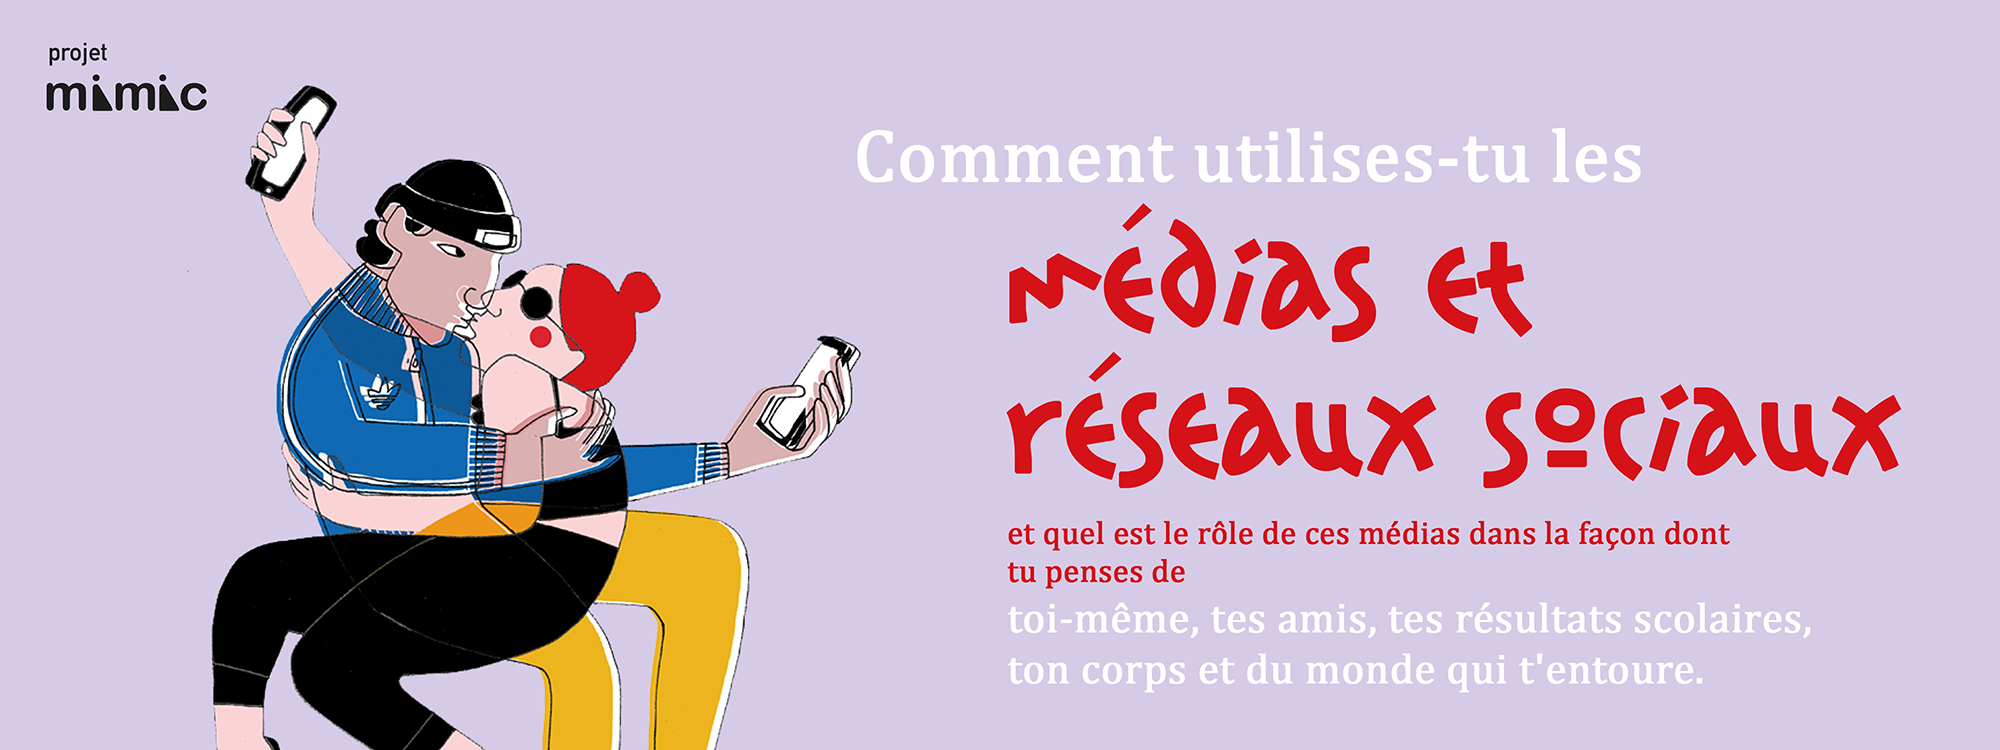 projet
mimic
Comment utilises-tu les
médias et
réseaux sociaux
et quel est le rôle de ces médias dans la façon dont
tu penses de
toi-même, tes amis, tes résultats scolaires,
ton corps et du monde qui t'entoure.